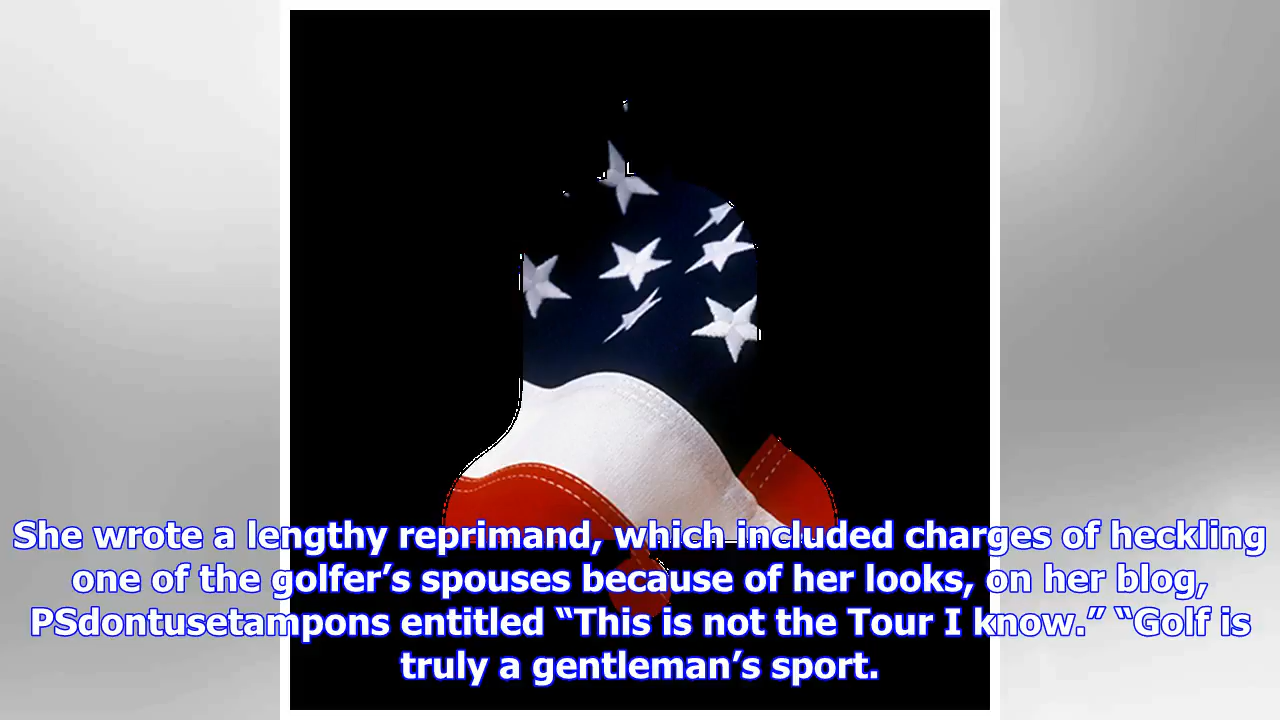 She wrote a lengthy reprimand, which included charges of heckling
one of the golfer’s spouses because of her looks, on her blog,
PSdontusetampons entitled “This is not the Tour I know.” “Golf is
truly a gentleman’s sport.